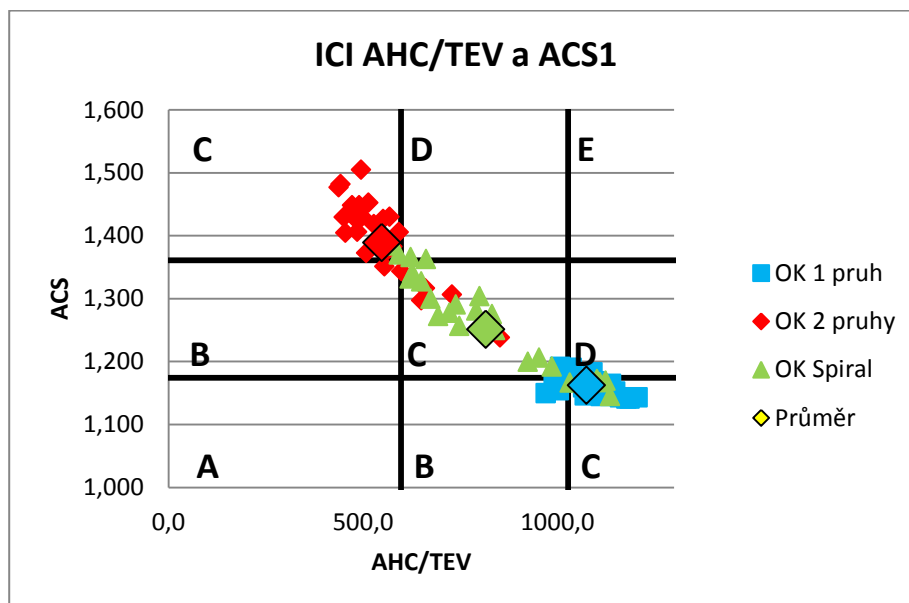 ICI AHC/TEV a ACS1
1,600
1,500
1,400
1,300
1,200
1,100
1,000
ACS
C D E
B C D
A B C
0,0 500,0 1000,0
AHC/TEV
OK 1 pruh
OK 2 pruhy
OK Spiral
Průměr